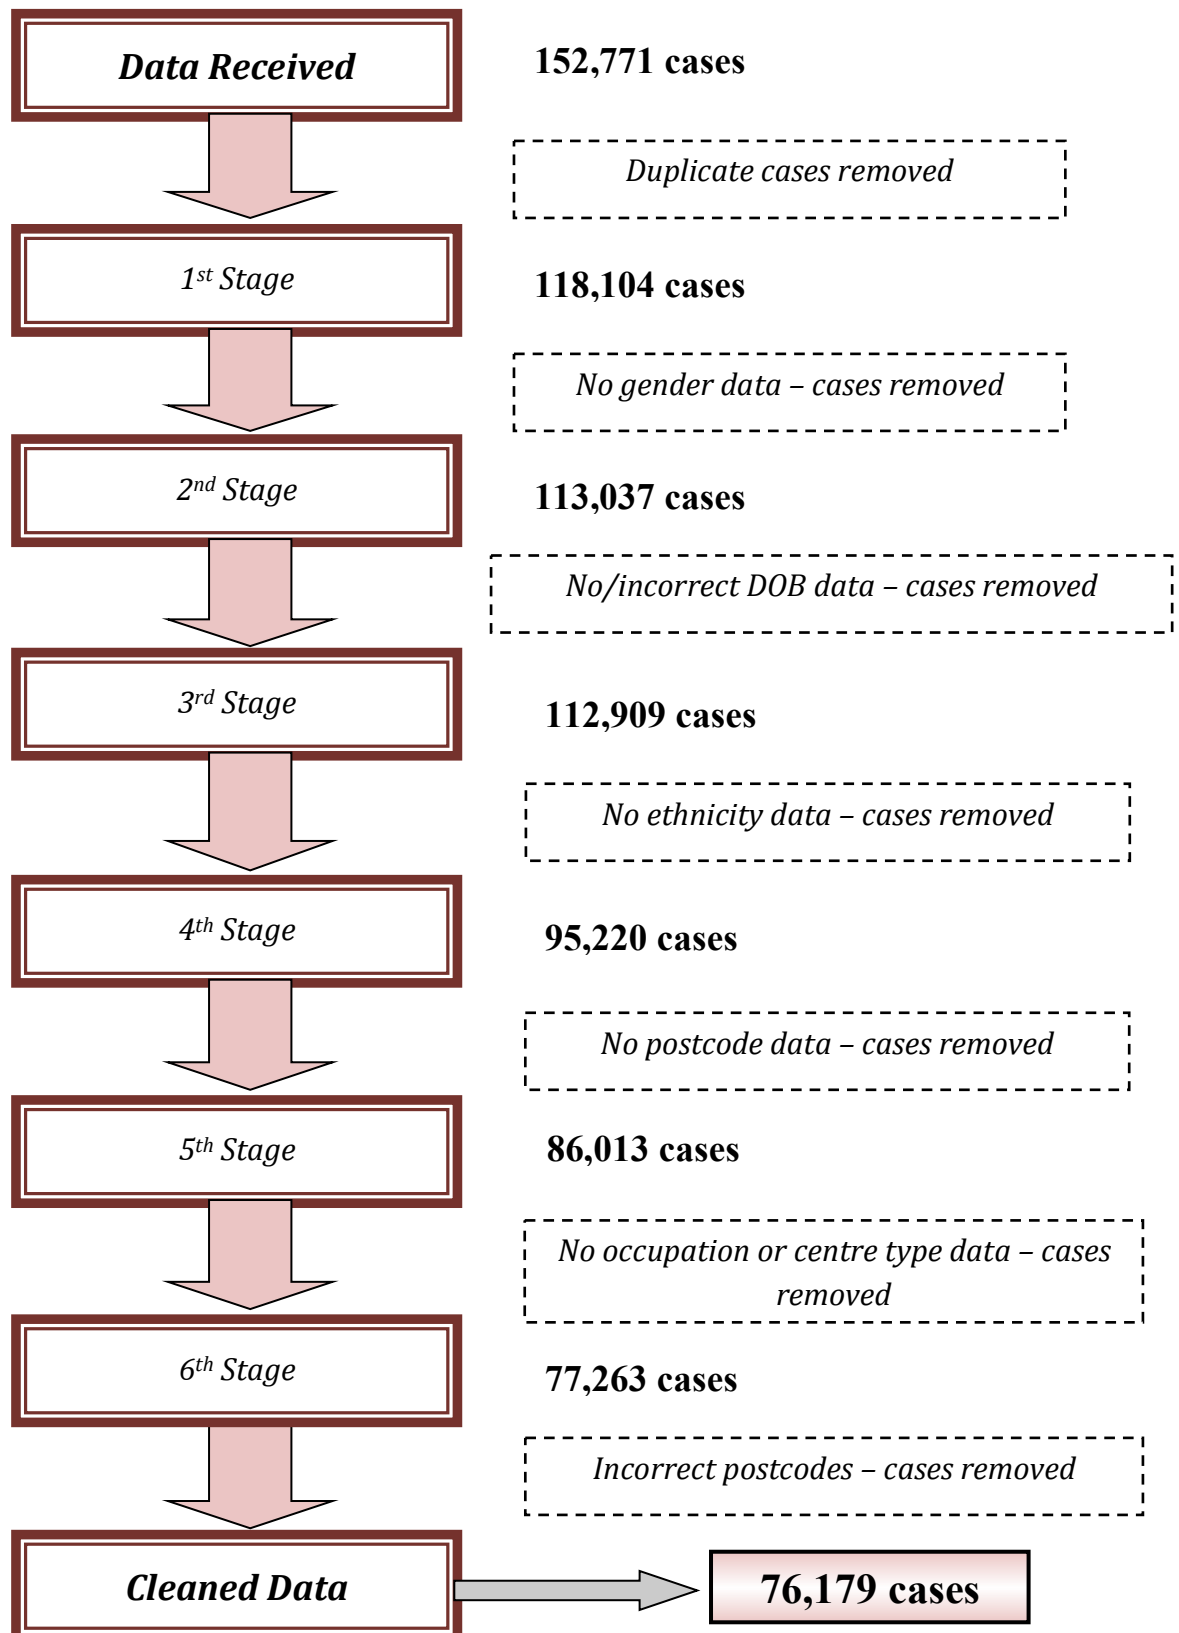 Data Received
152,771 cases
Duplicate cases removed
1st Stage
118,104 cases
No gender data – cases removed
2nd Stage
113,037 cases
No/incorrect DOB data – cases removed
3rd Stage
112,909 cases
No ethnicity data – cases removed
4th Stage
95,220 cases
No postcode data – cases removed
5th Stage
86,013 cases
No occupation or centre type data – cases
removed
6th Stage
77,263 cases
Incorrect postcodes – cases removed
Cleaned Data
76,179 cases